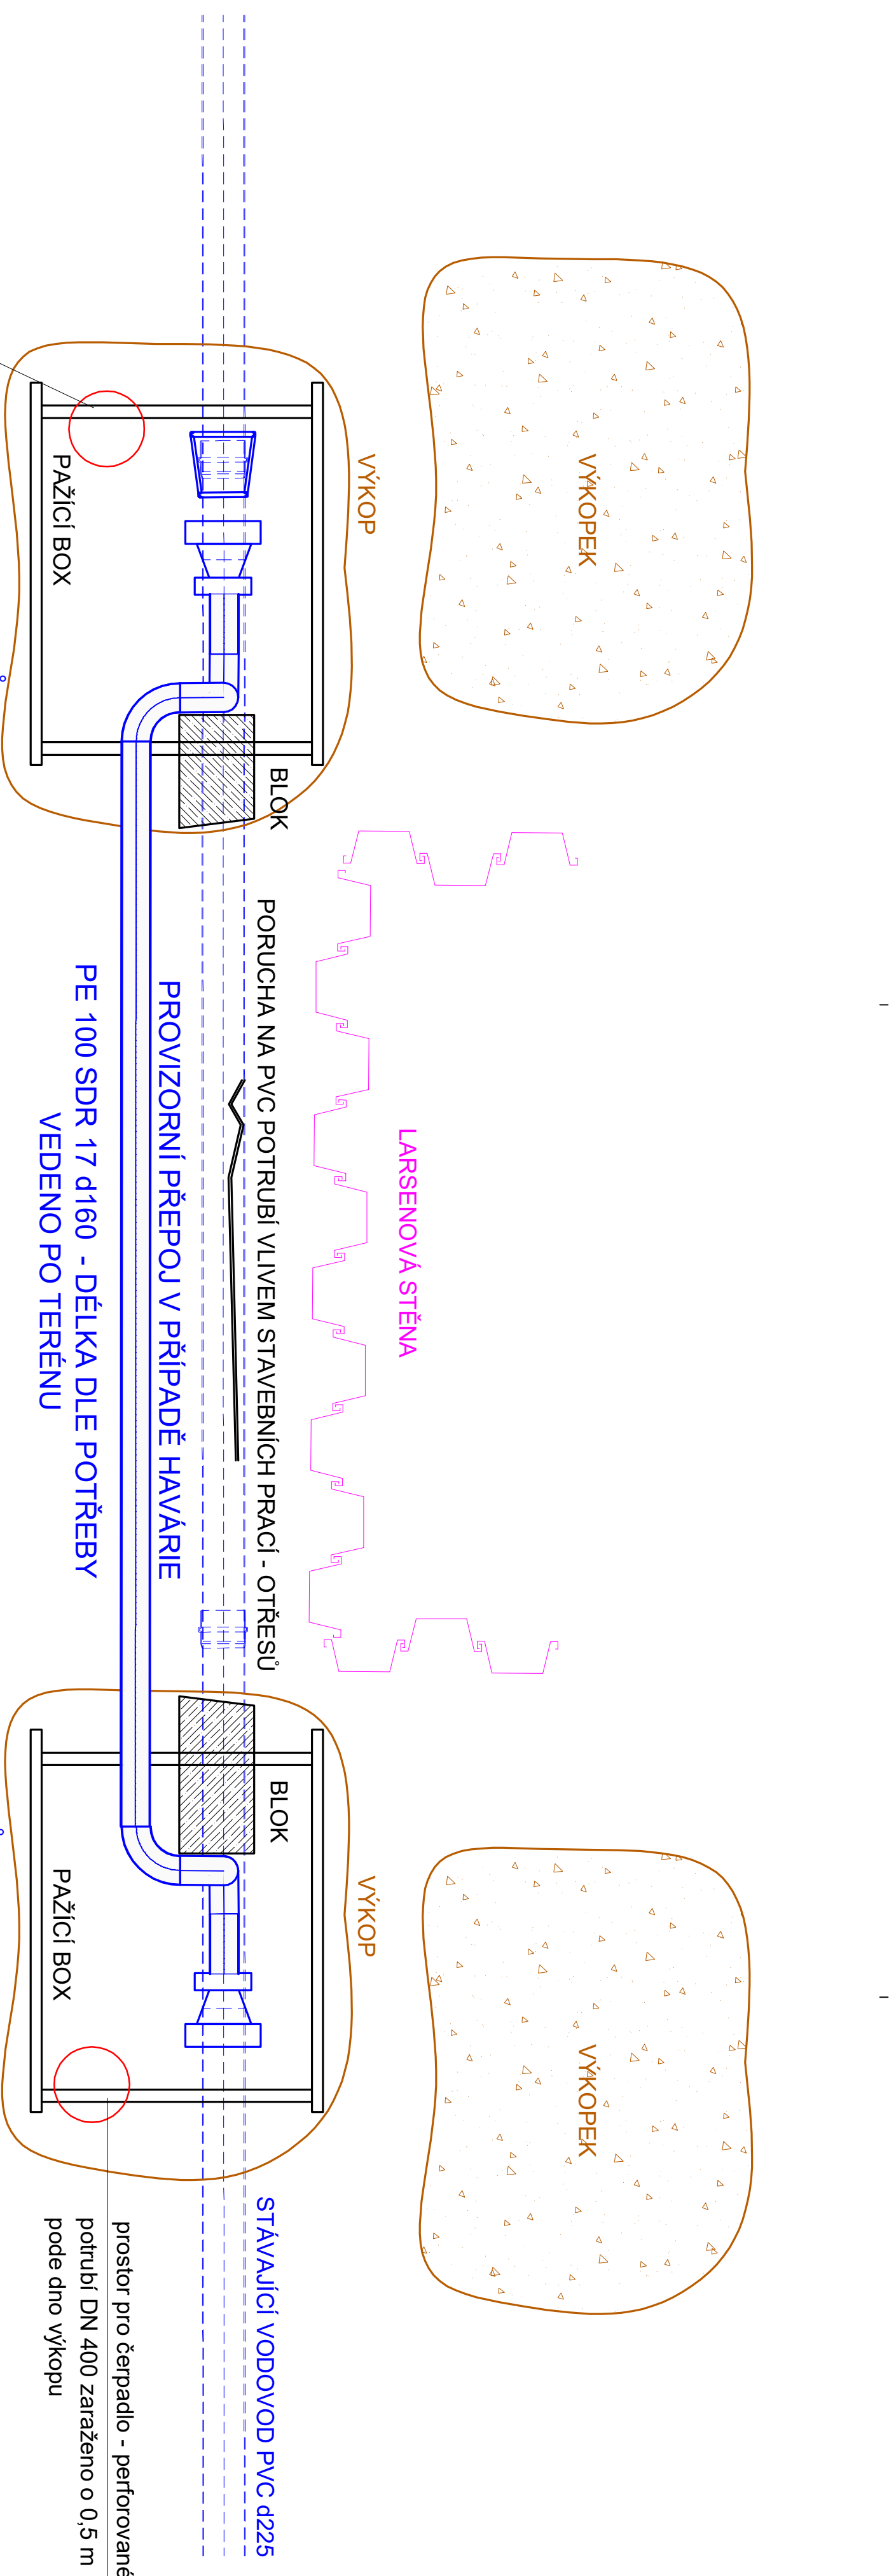 VÝKOPEK
VÝKOP
PAŽÍCÍ BOX
BLOK
LARSENOVÁ STĚNA
PORUCHA NA PVC POTRUBÍ VLIVEM STAVEBNÍCH PRACÍ - OTŘESŮ
PROVIZORNÍ PŘEPOJ V PŘÍPADĚ HAVÁRIE
PE 100 SDR 17 d160 - DÉLKA DLE POTŘEBY
VEDENO PO TERÉNU
VÝKOPEK
VÝKOP
BLOK
PAŽÍCÍ BOX
STÁVAJÍCÍ VODOVOD PVC d225
prostor pro čerpadlo - perforované
potrubí DN 400 zaraženo o 0,5 m
pode dno výkopu